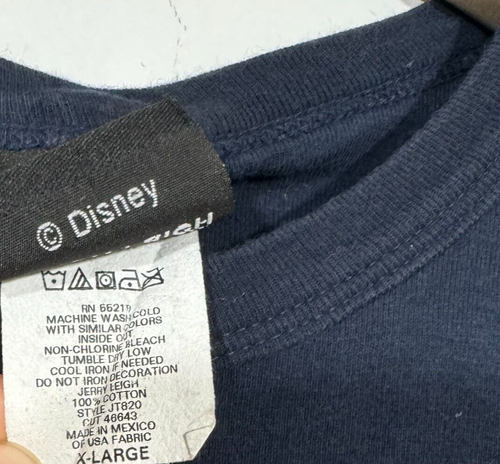 © Disney
RN 55219
MACHINE WASH COLD
WITH SIMILAR COLORS
INSIDE OUT
NON-CHLORINE BLEACH
TUMBLE DRY LOW
COOL IRON IF NEEDED
DO NOT IRON DECORATION
JERRY LEIGH
100% COTTON
STYLE JT820
CUT 46643
MADE IN MEXICO
OF USA FABRIC
X-LARGE